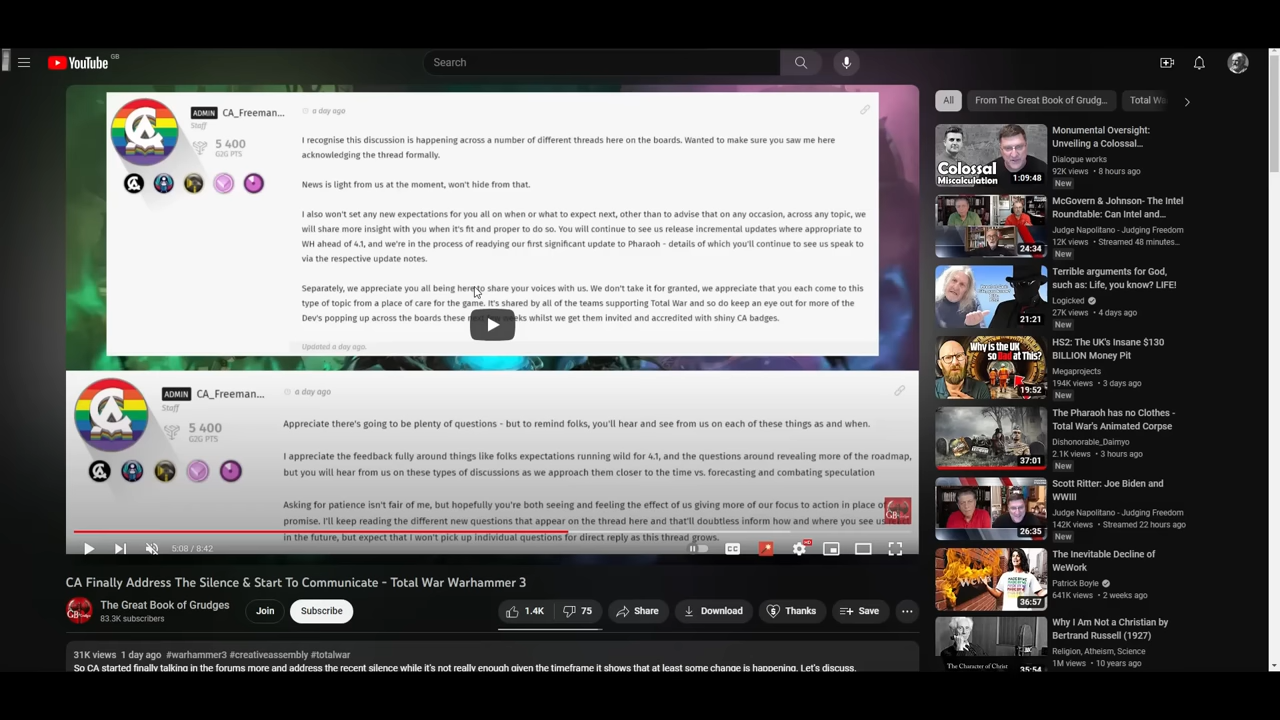 YouTube GB
Search
ADMIN CA_Freeman...
Staff
5 400
G2G PTS
a day ago
I recognise this discussion is happening across a number of different threads here on the boards. Wanted to make sure you saw me here
acknowledging the thread formally.
News is light from us at the moment, won't hide from that.
I also won't set any new expectations for you all on when or what to expect next, other than to advise that on any occasion, across any topic, we
will share more insight with you when it's fit and proper to do so. You will continue to see us release incremental updates where appropriate to
WH ahead of 4.1, and we're in the process of readying our first significant update to Pharaoh - details of which you'll continue to see us speak to
via the respective update notes.
Separately, we appreciate you all being here to share your voices with us. We don't take it for granted, we appreciate that you each come to this
type of topic from a place of care for the game. It's shared by all of the teams supporting Total War and so do keep an eye out for more of the
Dev's popping up across the boards these next few weeks whilst we get them invited and accredited with shiny CA badges.
Updated a day ago.
ADMIN CA_Freeman...
Staff
5 400
G2G PTS
a day ago
Appreciate there's going to be plenty of questions - but to remind folks, you'll hear and see from us on each of these things as and when.
I appreciate the feedback fully around things like folks expectations running wild for 4.1, and the questions around revealing more of the roadmap,
but you will hear from us on these types of discussions as we approach them closer to the time vs. forecasting and combating speculation
Asking for patience isn't fair of me, but hopefully you're both seeing and feeling the effect of us giving more of our focus to action in place
promise. I'll keep reading the different new questions that appear on the thread here and that'll doubtless inform how and where you see
in the future, but expect that I won't pick up individual questions for direct reply as this thread grows.
GB
5:08 / 8:42
CC
HD
CA Finally Address The Silence & Start To Communicate - Total War Warhammer 3
The Great Book of Grudges
83.3K subscribers
Join
Subscribe
1.4K
75
Share
Download
Thanks
Save
31K views 1 day ago #warhammer3 #creativeassembly #totalwar
So CA started finally talking in the forums more and address the recent silence while it's not really enough given the timeframe it shows that at least some change is happening. Let's discuss.
All
From The Great Book of Grudg...
Total Wa
COLOSSAL
Miscalculation
1:09:48
Monumental Oversight:
Unveiling a Colossal...
Dialogue works
92K views • 8 hours ago
New
24:34
McGovern & Johnson- The Intel
Roundtable: Can Intel and...
Judge Napolitano - Judging Freedom
12K views • Streamed 48 minutes...
New
21:21
Terrible arguments for God,
such as: Life, you know? LIFE!
Logicked
27K views • 4 days ago
New
Why is the UK
so Bad at This?
19:52
HS2: The UK's Insane $130
BILLION Money Pit
Megaprojects
194K views • 3 days ago
New
37:01
The Pharaoh has no Clothes -
Total War's Animated Corpse
Dishonorable_Daimyo
2.1K views • 3 hours ago
New
26:35
Scott Ritter: Joe Biden and
WWIII
Judge Napolitano - Judging Freedom
142K views • Streamed 22 hours ago
New
36:57
The Inevitable Decline of
WeWork
Patrick Boyle
641K views • 2 weeks ago
The Character of Christ
35:54
Why I Am Not a Christian by
Bertrand Russell (1927)
Religion, Atheism, Science
1M views • 10 years ago